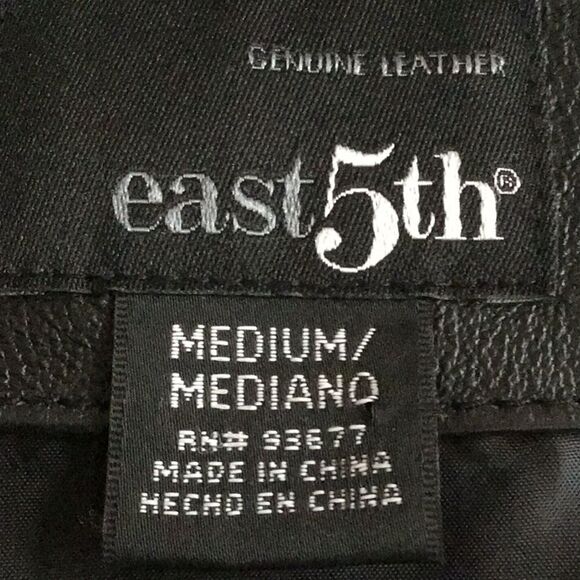 GENUINE LEATHER
east5th®
MEDIUM/
MEDIANO
RN# 93677
MADE IN CHINA
HECHO EN CHINA